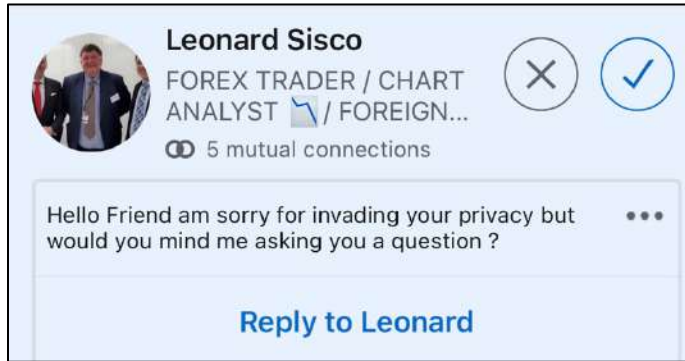 Leonard Sisco
FOREX TRADER / CHART
ANALYST 📉 / FOREIGN...
5 mutual connections
Hello Friend am sorry for invading your privacy but
would you mind me asking you a question ?
Reply to Leonard